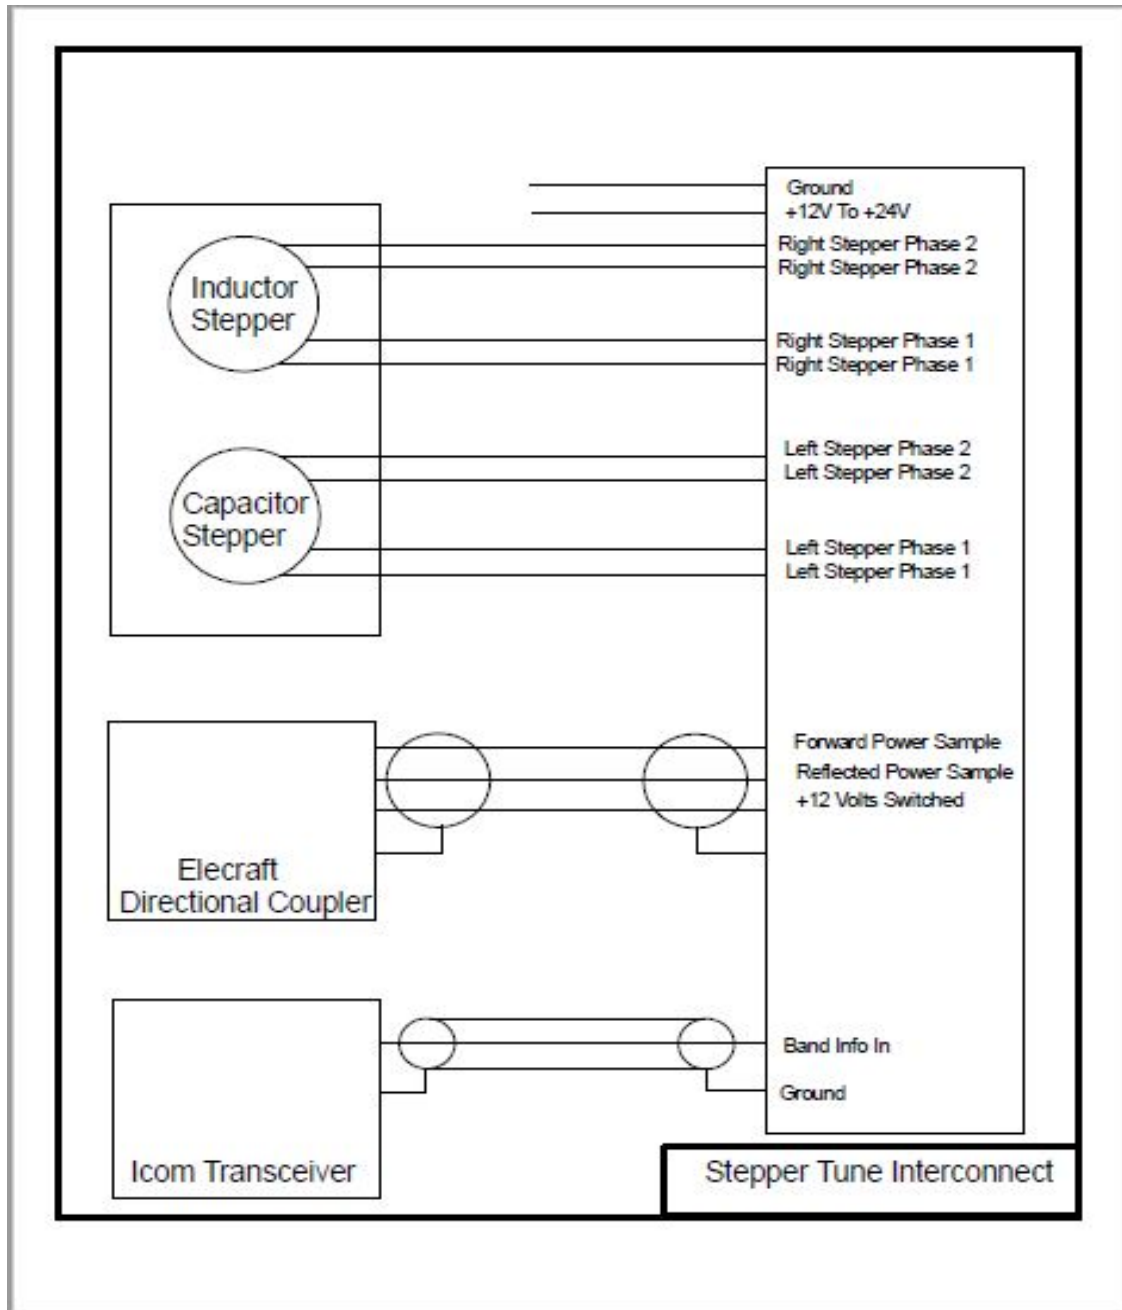 Ground
+12V To +24V
Right Stepper Phase 2
Right Stepper Phase 2
Inductor
Stepper
Right Stepper Phase 1
Right Stepper Phase 1
Left Stepper Phase 2
Left Stepper Phase 2
Capacitor
Stepper
Left Stepper Phase 1
Left Stepper Phase 1
Forward Power Sample
Reflected Power Sample
+12 Volts Switched
Elecraft
Directional Coupler
Band Info In
Ground
Icom Transceiver
Stepper Tune Interconnect